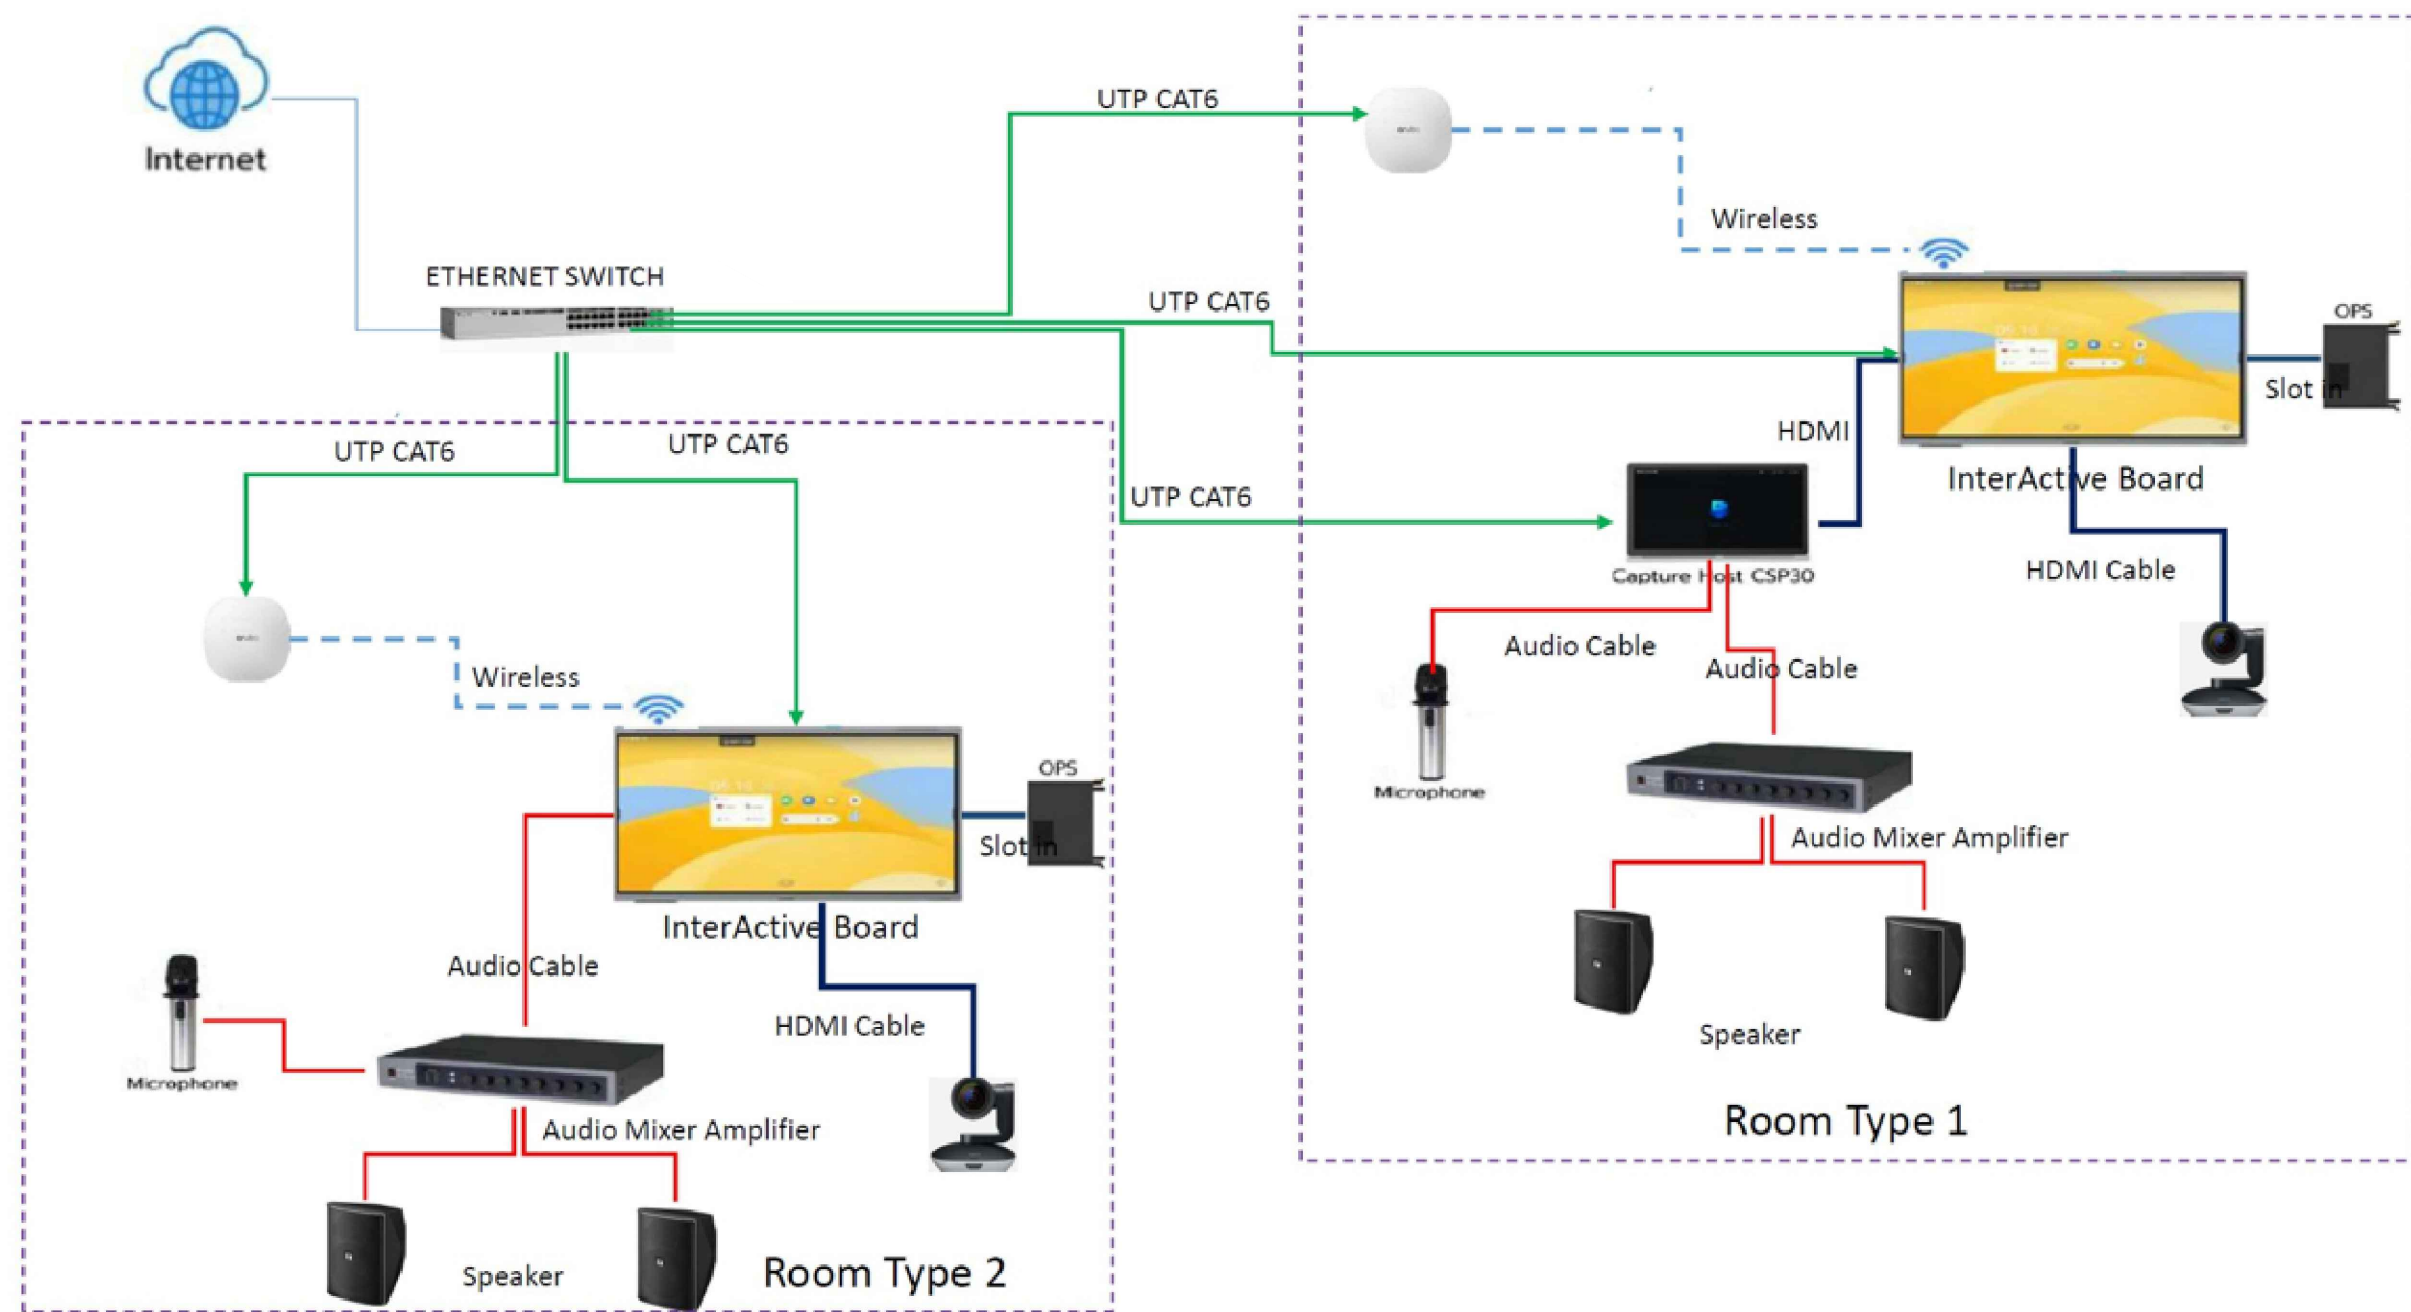 Internet
ETHERNET SWITCH
UTP CAT6
UTP CAT6
UTP CAT6
Wireless
OPS
Slot in
HDMI
InterActive Board
HDMI Cable
Capture Host CSP30
Audio Cable
Audio Cable
Microphone
Audio Mixer Amplifier
Speaker
Room Type 1
UTP CAT6
UTP CAT6
Wireless
OPS
Slot in
InterActive Board
Audio Cable
HDMI Cable
Microphone
Audio Mixer Amplifier
Speaker
Room Type 2